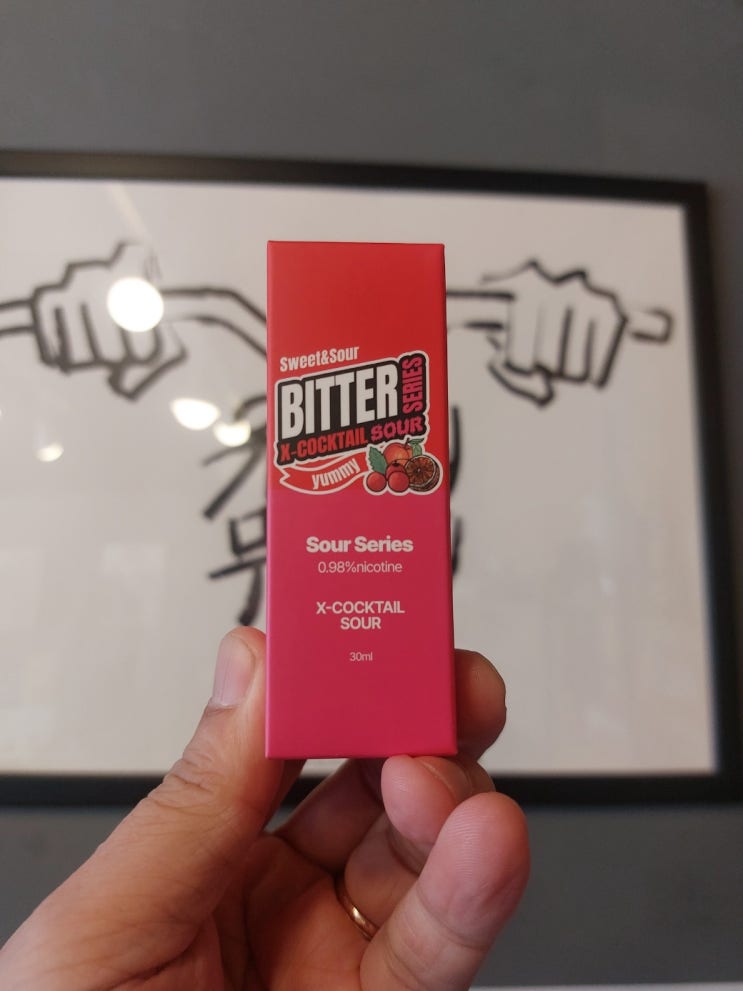 Sweet&Sour
BITTER
SERIES
X-COCKTAIL SOUR
yummy
Sour Series
0.98%nicotine
X-COCKTAIL
SOUR
30ml